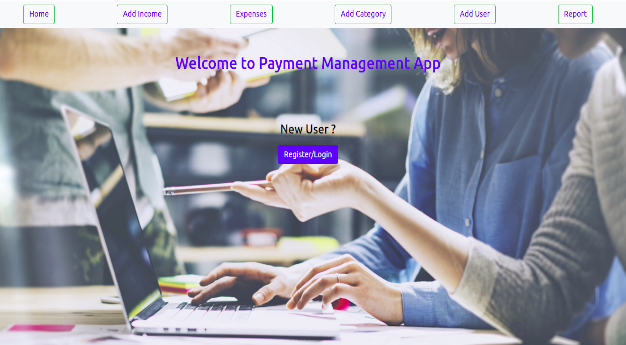 Home
Add Income
Expenses
Add Category
Add User
Report
Welcome to Payment Management App
New User ?
Register/Login